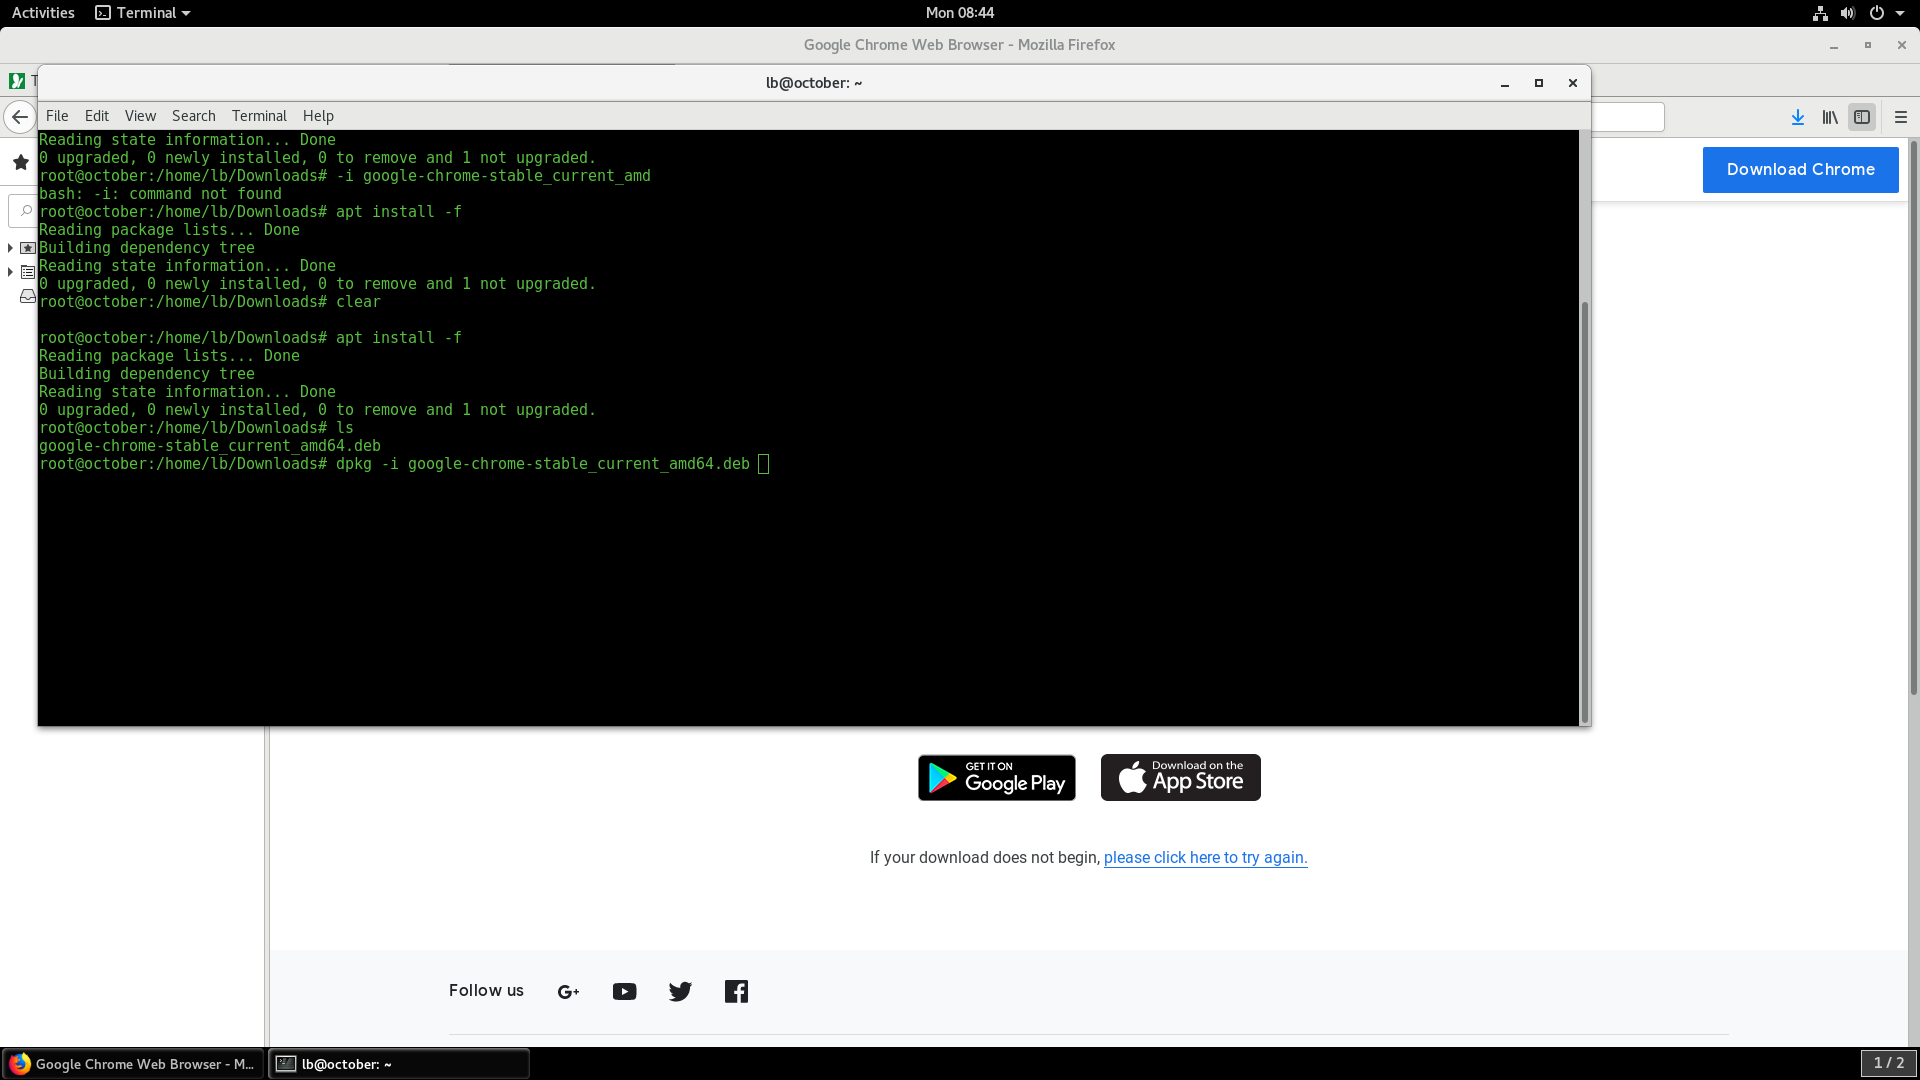 Activities
Terminal
Mon 08:44
Google Chrome Web Browser - Mozilla Firefox
lb@october: ~
File Edit View Search Terminal Help
Reading state information... Done
0 upgraded, 0 newly installed, 0 to remove and 1 not upgraded.
root@october:/home/lb/Downloads# -i google-chrome-stable_current_amd
bash: -i: command not found
root@october:/home/lb/Downloads# apt install -f
Reading package lists... Done
Building dependency tree
Reading state information... Done
0 upgraded, 0 newly installed, 0 to remove and 1 not upgraded.
root@october:/home/lb/Downloads# clear
root@october:/home/lb/Downloads# apt install -f
Reading package lists... Done
Building dependency tree
Reading state information... Done
0 upgraded, 0 newly installed, 0 to remove and 1 not upgraded.
root@october:/home/lb/Downloads# ls
google-chrome-stable_current_amd64.deb
root@october:/home/lb/Downloads# dpkg -i google-chrome-stable_current_amd64.deb
Download Chrome
GET IT ON
Google Play
Download on the
App Store
If your download does not begin, please click here to try again.
Follow us
G+
Google Chrome Web Browser - M...
lb@october: ~
1 / 2